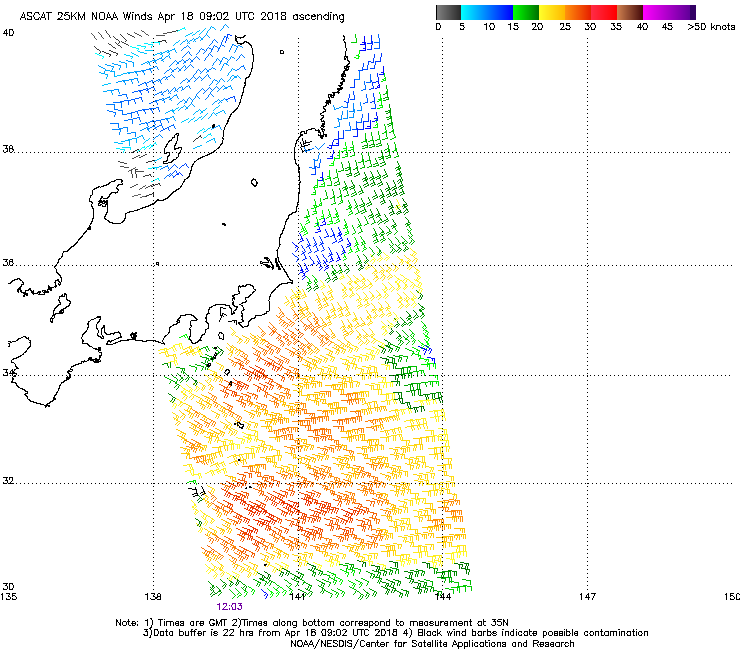 ASCAT 25KM NOAA Winds Apr 18 09:02 UTC 2018 ascending
0 5 10 15 20 25 30 35 40 45 >50 knots
40
38
36
34
32
30
135 138 141 144 147 150
12:03
Note: 1) Times are GMT 2)Times along bottom correspond to measurement at 35N
3)Data buffer is 22 hrs from Apr 18 09:02 UTC 2018 4) Black wind barbs indicate possible contamination
NOAA/NESDIS/Center for Satellite Applications and Research